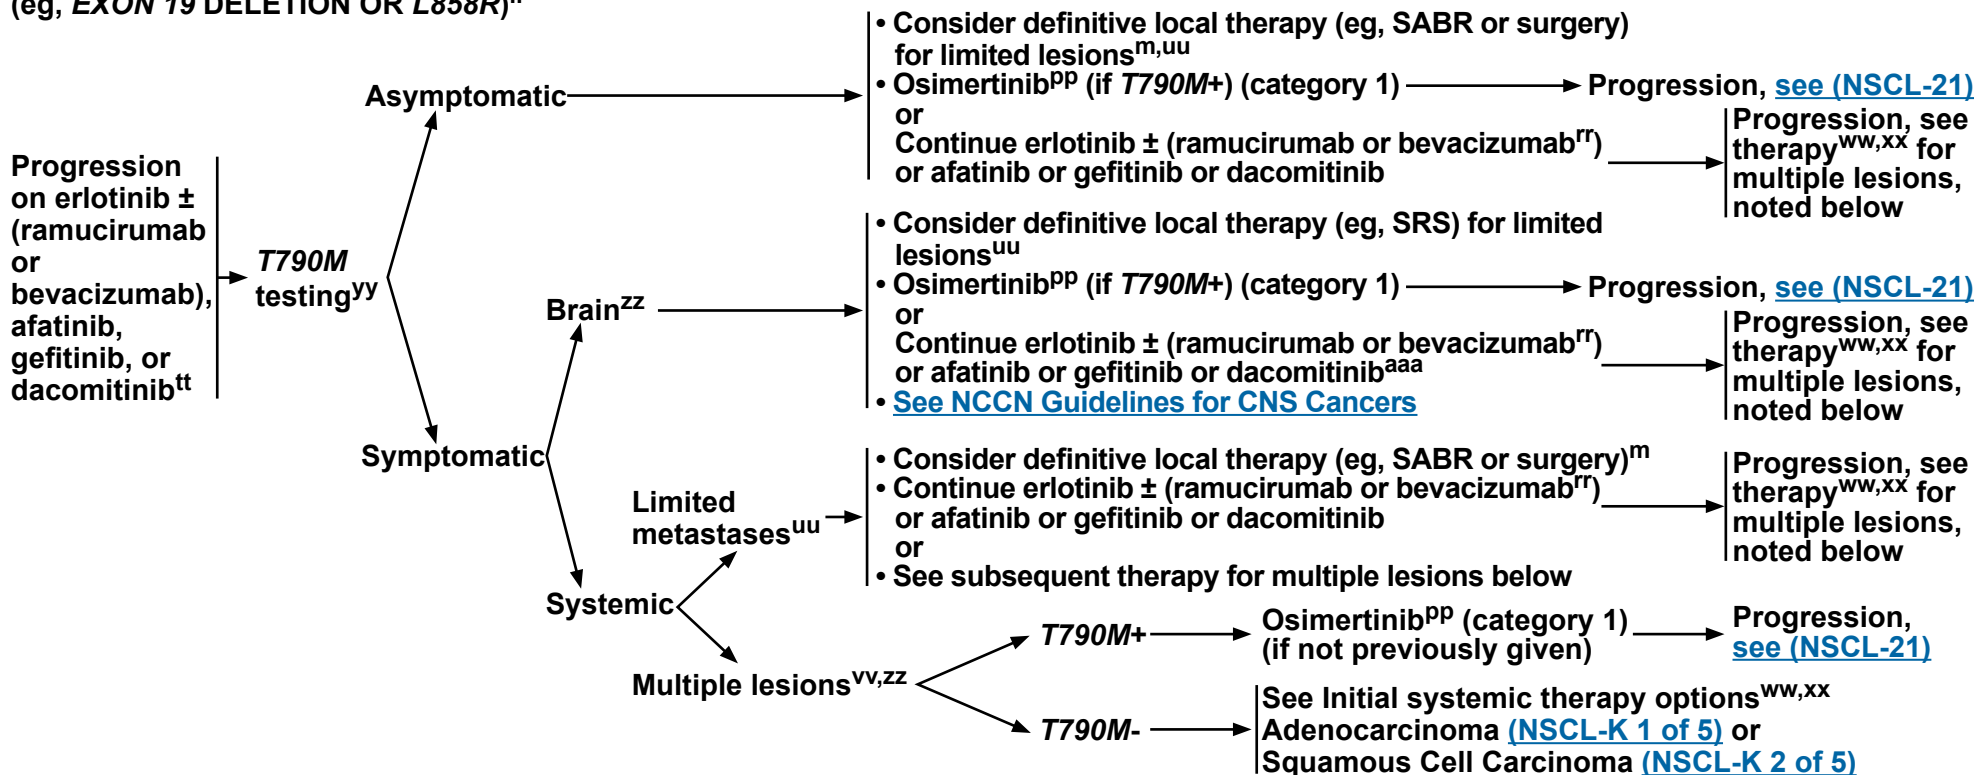 (eg, EXON 19 DELETION OR L858R)
Progression
on erlotinib ±
(ramucirumab
or
bevacizumab),
afatinib,
gefitinib, or
dacomitinibtt
T790M
testingyy
Asymptomatic
• Consider definitive local therapy (eg, SABR or surgery)
for limited lesionsm,uu
• Osimertinibpp (if T790M+) (category 1)
or
Continue erlotinib ± (ramucirumab or bevacizumabrr)
or afatinib or gefitinib or dacomitinib
Progression, see (NSCL-21)
Progression, see
therapyww,xx for
multiple lesions,
noted below
Symptomatic
Brainzz
• Consider definitive local therapy (eg, SRS) for limited
lesionsuu
• Osimertinibpp (if T790M+) (category 1)
or
Continue erlotinib ± (ramucirumab or bevacizumabrr)
or afatinib or gefitinib or dacomitinibaaa
• See NCCN Guidelines for CNS Cancers
Progression, see (NSCL-21)
Progression, see
therapyww,xx for
multiple lesions,
noted below
Systemic
Limited
metastasesuu
• Consider definitive local therapy (eg, SABR or surgery)m
• Continue erlotinib ± (ramucirumab or bevacizumabrr)
or afatinib or gefitinib or dacomitinib
or
• See subsequent therapy for multiple lesions below
Progression, see
therapyww,xx for
multiple lesions,
noted below
Multiple lesionsvv,zz
T790M+
Osimertinibpp (category 1)
(if not previously given)
Progression,
see (NSCL-21)
T790M-
See Initial systemic therapy optionsww,xx
Adenocarcinoma (NSCL-K 1 of 5) or
Squamous Cell Carcinoma (NSCL-K 2 of 5)